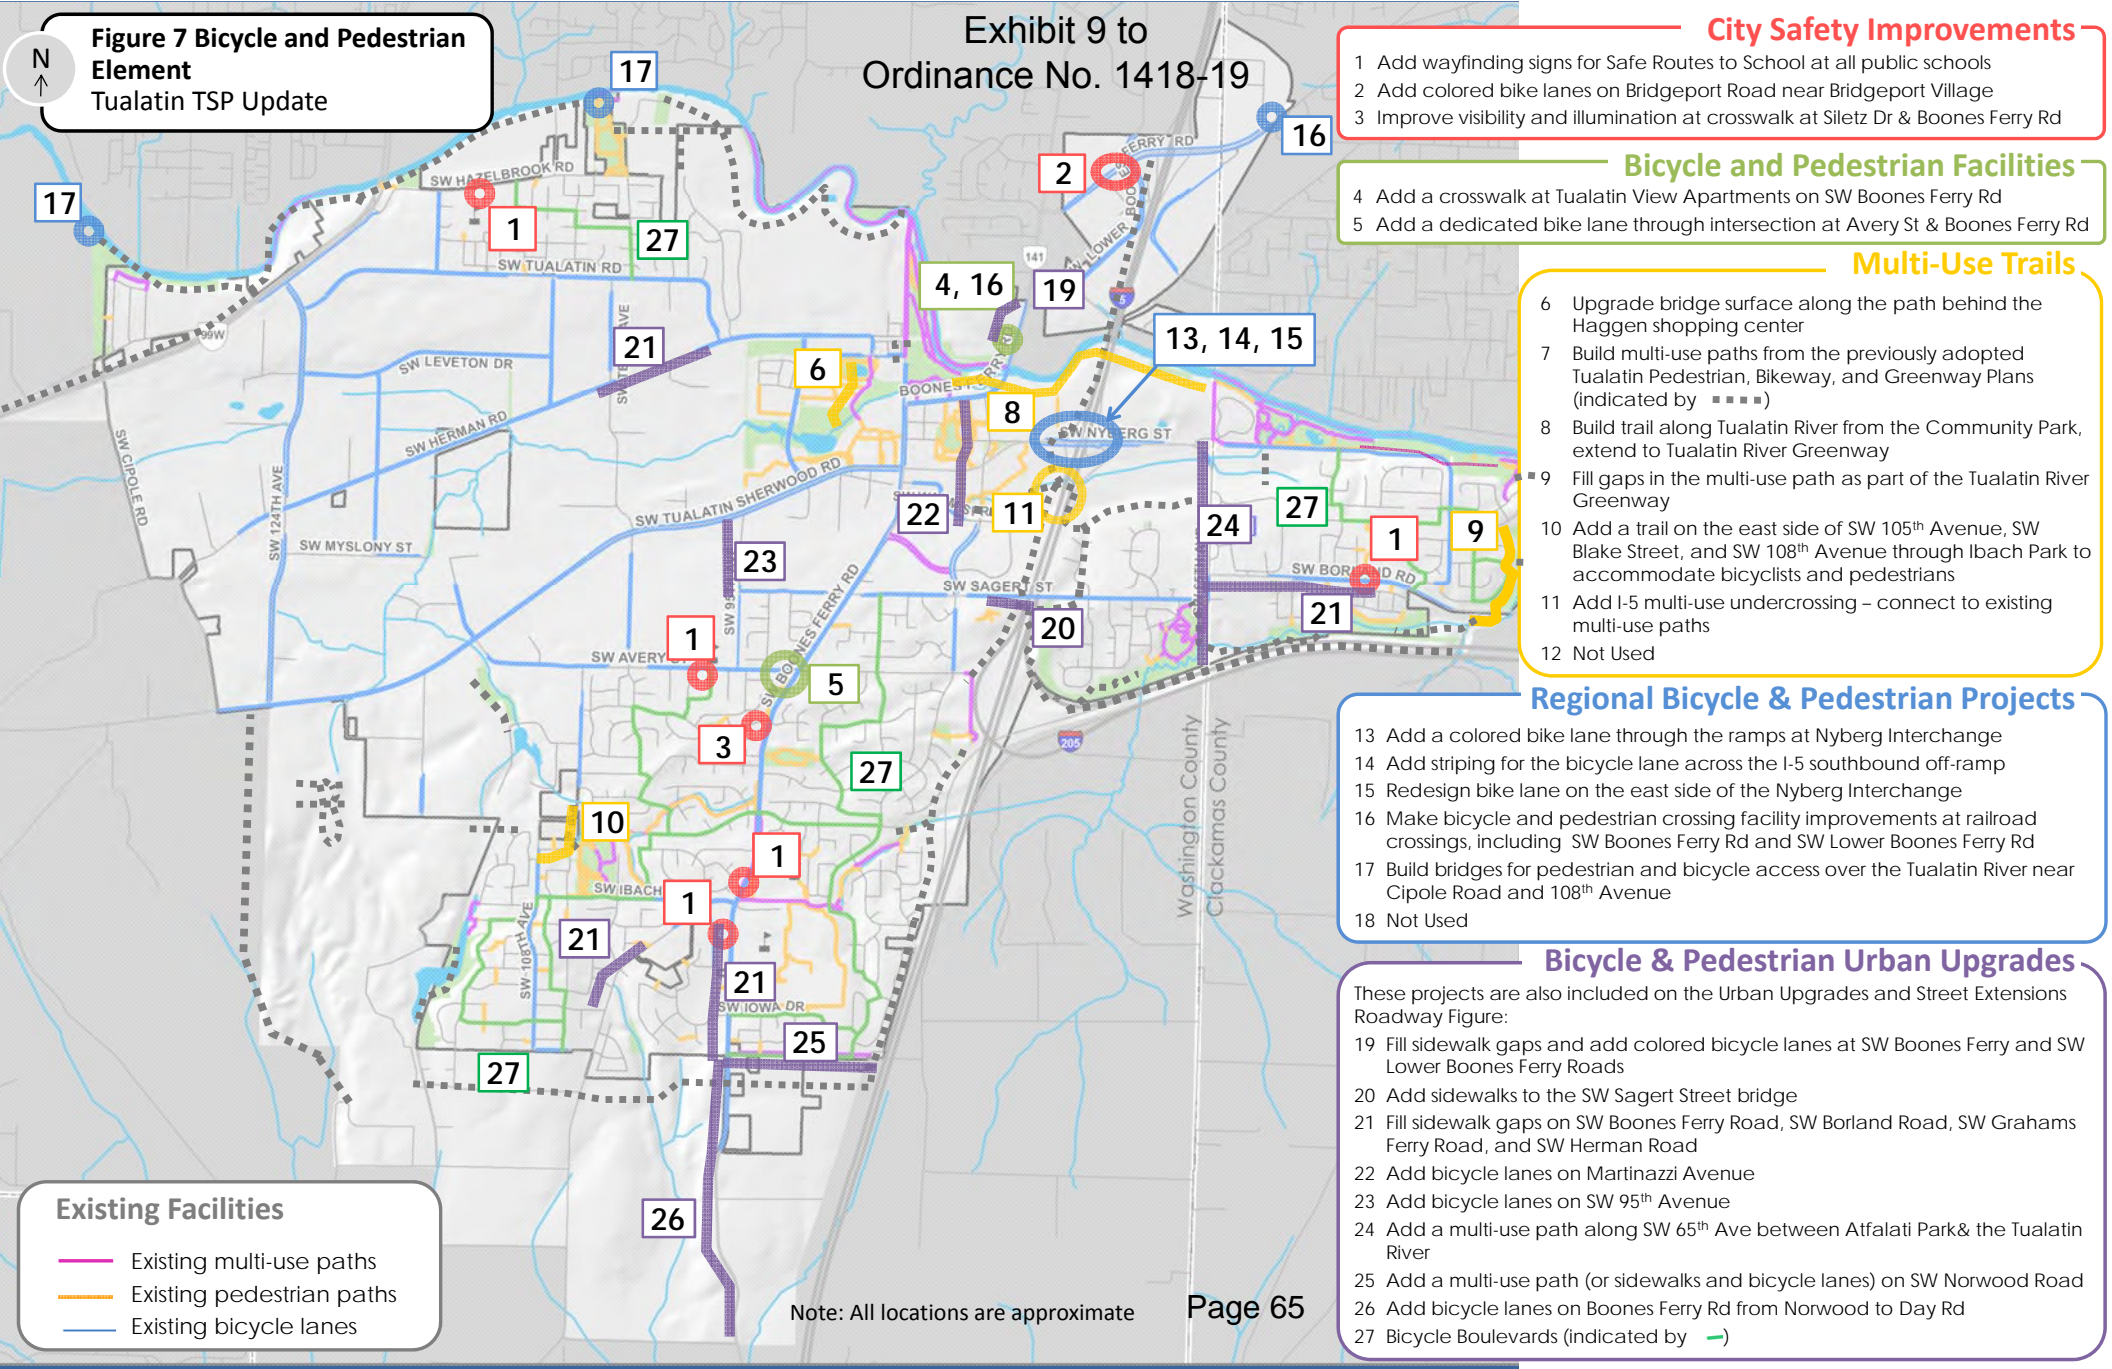 Figure 7 Bicycle and Pedestrian
Element
Tualatin TSP Update
N
Exhibit 9 to
Ordinance No. 1418-19
City Safety Improvements
1 Add wayfinding signs for Safe Routes to School at all public schools
2 Add colored bike lanes on Bridgeport Road near Bridgeport Village
3 Improve visibility and illumination at crosswalk at Siletz Dr & Boones Ferry Rd
Bicycle and Pedestrian Facilities
4 Add a crosswalk at Tualatin View Apartments on SW Boones Ferry Rd
5 Add a dedicated bike lane through intersection at Avery St & Boones Ferry Rd
Multi-Use Trails
6 Upgrade bridge surface along the path behind the
Haggen shopping center
7 Build multi-use paths from the previously adopted
Tualatin Pedestrian, Bikeway, and Greenway Plans
(indicated by )
8 Build trail along Tualatin River from the Community Park,
extend to Tualatin River Greenway
9 Fill gaps in the multi-use path as part of the Tualatin River
Greenway
10 Add a trail on the east side of SW 105th Avenue, SW
Blake Street, and SW 108th Avenue through Ibach Park to
accommodate bicyclists and pedestrians
11 Add I-5 multi-use undercrossing – connect to existing
multi-use paths
12 Not Used
Regional Bicycle & Pedestrian Projects
13 Add a colored bike lane through the ramps at Nyberg Interchange
14 Add striping for the bicycle lane across the I-5 southbound off-ramp
15 Redesign bike lane on the east side of the Nyberg Interchange
16 Make bicycle and pedestrian crossing facility improvements at railroad
crossings, including SW Boones Ferry Rd and SW Lower Boones Ferry Rd
17 Build bridges for pedestrian and bicycle access over the Tualatin River near
Cipole Road and 108th Avenue
18 Not Used
Bicycle & Pedestrian Urban Upgrades
These projects are also included on the Urban Upgrades and Street Extensions
Roadway Figure:
19 Fill sidewalk gaps and add colored bicycle lanes at SW Boones Ferry and SW
Lower Boones Ferry Roads
20 Add sidewalks to the SW Sagert Street bridge
21 Fill sidewalk gaps on SW Boones Ferry Road, SW Borland Road, SW Grahams
Ferry Road, and SW Herman Road
22 Add bicycle lanes on Martinazzi Avenue
23 Add bicycle lanes on SW 95th Avenue
24 Add a multi-use path along SW 65th Ave between Atfalati Park& the Tualatin
River
25 Add a multi-use path (or sidewalks and bicycle lanes) on SW Norwood Road
26 Add bicycle lanes on Boones Ferry Rd from Norwood to Day Rd
27 Bicycle Boulevards (indicated by )
17
16
2
FERRY RD
17
SW HAZELBROOK RD
1
27
SW TUALATIN RD
141
4, 16
19
SW LOWER BOO
5
99W
21
13, 14, 15
SW LEVETON DR
6
BOONES FERRY R
8
SW NYBERG ST
SW HERMAN RD
SW CIPOLE RD
SW 124TH AVE
SW TUALATIN SHERWOOD RD
22
11
24
27
1
9
SW MYSLONY ST
23
SW 95
SW SAGERT ST
SW BORLAND RD
21
20
1
SW AVERY
SW BOONES FERRY RD
5
3
27
205
Washington County
Clackamas County
10
1
SW IBACH
1
21
SW 108TH AVE
21
SW IOWA DR
25
27
26
Existing Facilities
Existing multi-use paths
Existing pedestrian paths
Existing bicycle lanes
Note: All locations are approximate
Page 65